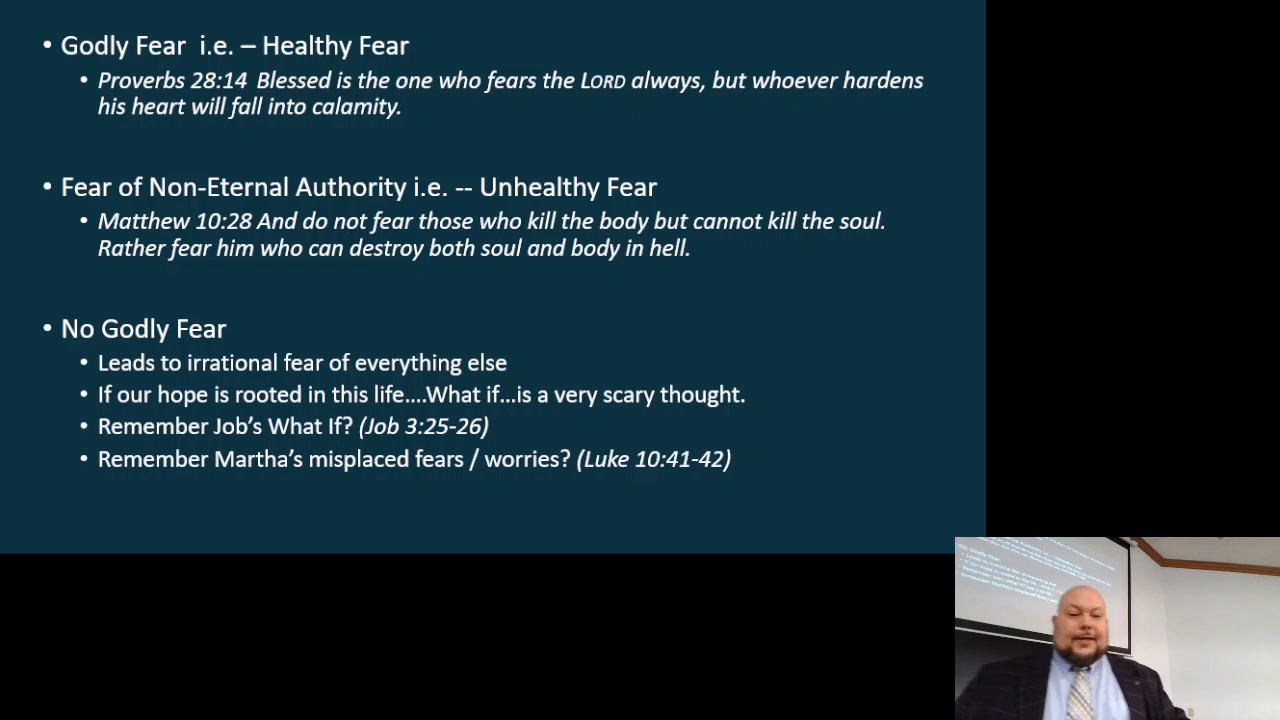 • Godly Fear i.e. – Healthy Fear
• Proverbs 28:14 Blessed is the one who fears the LORD always, but whoever hardens
his heart will fall into calamity.
• Fear of Non-Eternal Authority i.e. -- Unhealthy Fear
• Matthew 10:28 And do not fear those who kill the body but cannot kill the soul.
Rather fear him who can destroy both soul and body in hell.
• No Godly Fear
• Leads to irrational fear of everything else
• If our hope is rooted in this life....What if...is a very scary thought.
• Remember Job's What If? (Job 3:25-26)
• Remember Martha's misplaced fears / worries? (Luke 10:41-42)
No Godly Fear